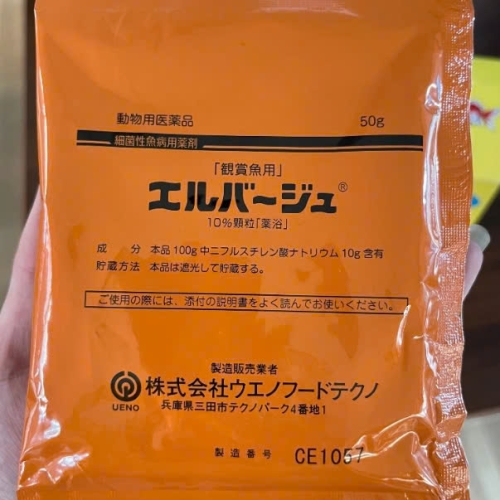 動物用医薬品 50g
細菌性魚病用薬剤
「観賞魚用」
エルバージュ®
10%顆粒「薬浴」
成 分 本品100g中ニフルスチレン酸ナトリウム10g含有
貯蔵方法 本品は遮光して貯蔵する。
ご使用の際には、添付の説明書をよく読んでお使いください。
製造販売業者
UENO 株式会社ウエノフードテクノ
兵庫県三田市テクノパーク4番地1
製造番号 CE1057